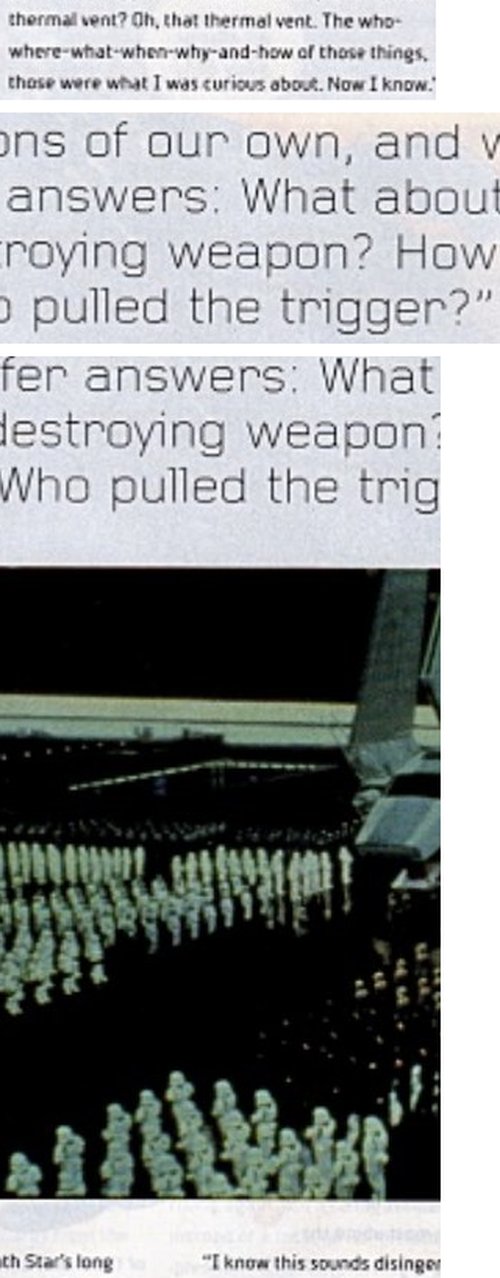 thermal vent? Oh, that thermal vent. The who-
where-what-when-why-and-how of those things,
those were what I was curious about. Now I know.'
ons of our own, and w
answers: What about
troying weapon? How
o pulled the trigger?"
fer answers: What
destroying weapon?
Who pulled the trig
th Star's long
"I know this sounds disinger